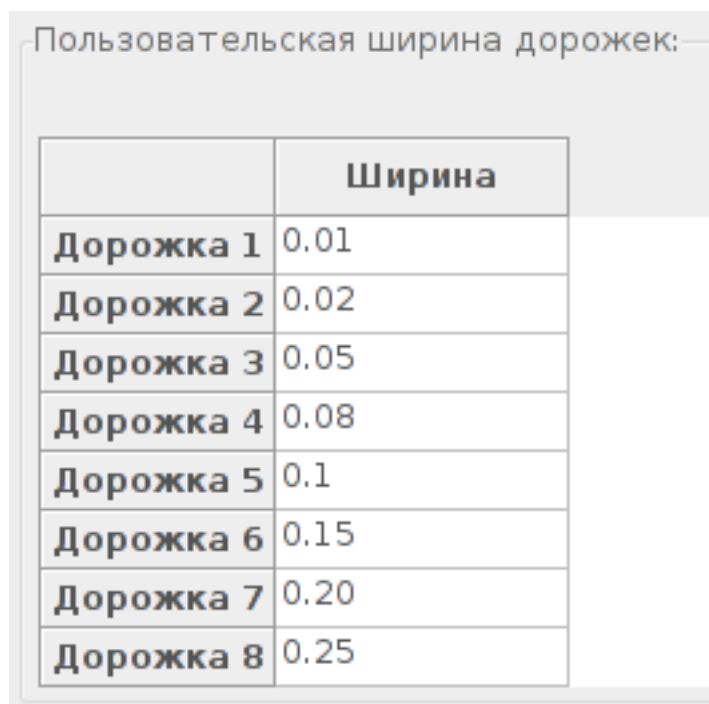 Пользовательская ширина дорожек:
Ширина
Дорожка 1 0.01
Дорожка 2 0.02
Дорожка 3 0.05
Дорожка 4 0.08
Дорожка 5 0.1
Дорожка 6 0.15
Дорожка 7 0.20
Дорожка 8 0.25